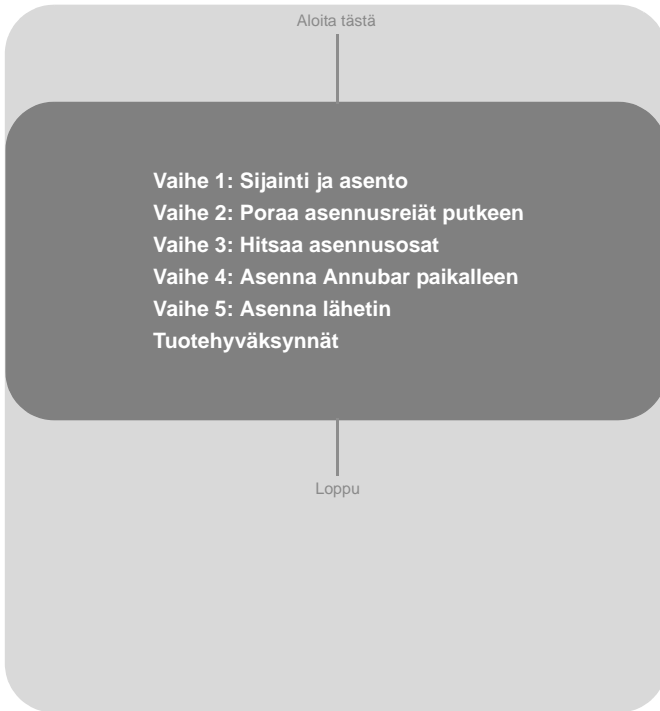 Aloita tästä
Vaihe 1: Sijainti ja asento
Vaihe 2: Poraa asennusreiät putkeen
Vaihe 3: Hitsaa asennusosat
Vaihe 4: Asenna Annubar paikalleen
Vaihe 5: Asenna lähetin
Tuotehyväksynnät
Loppu